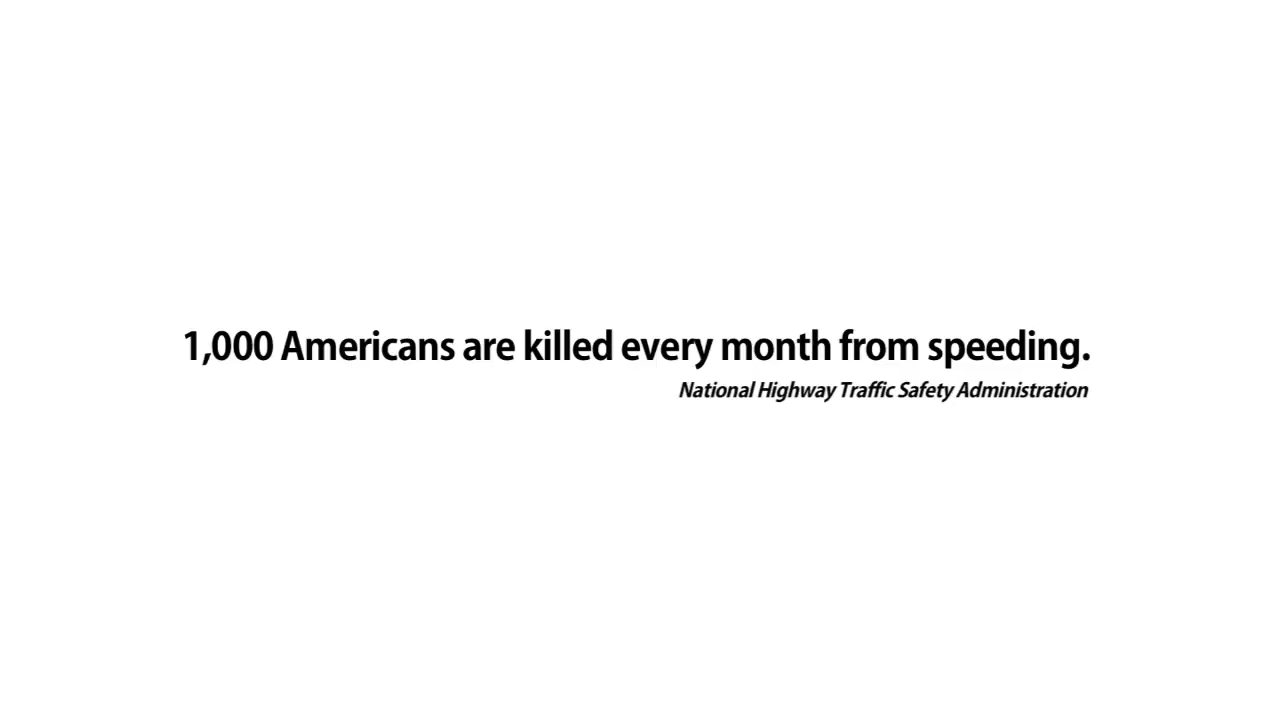 1,000 Americans are killed every month from speeding.
National Highway Traffic Safety Administration